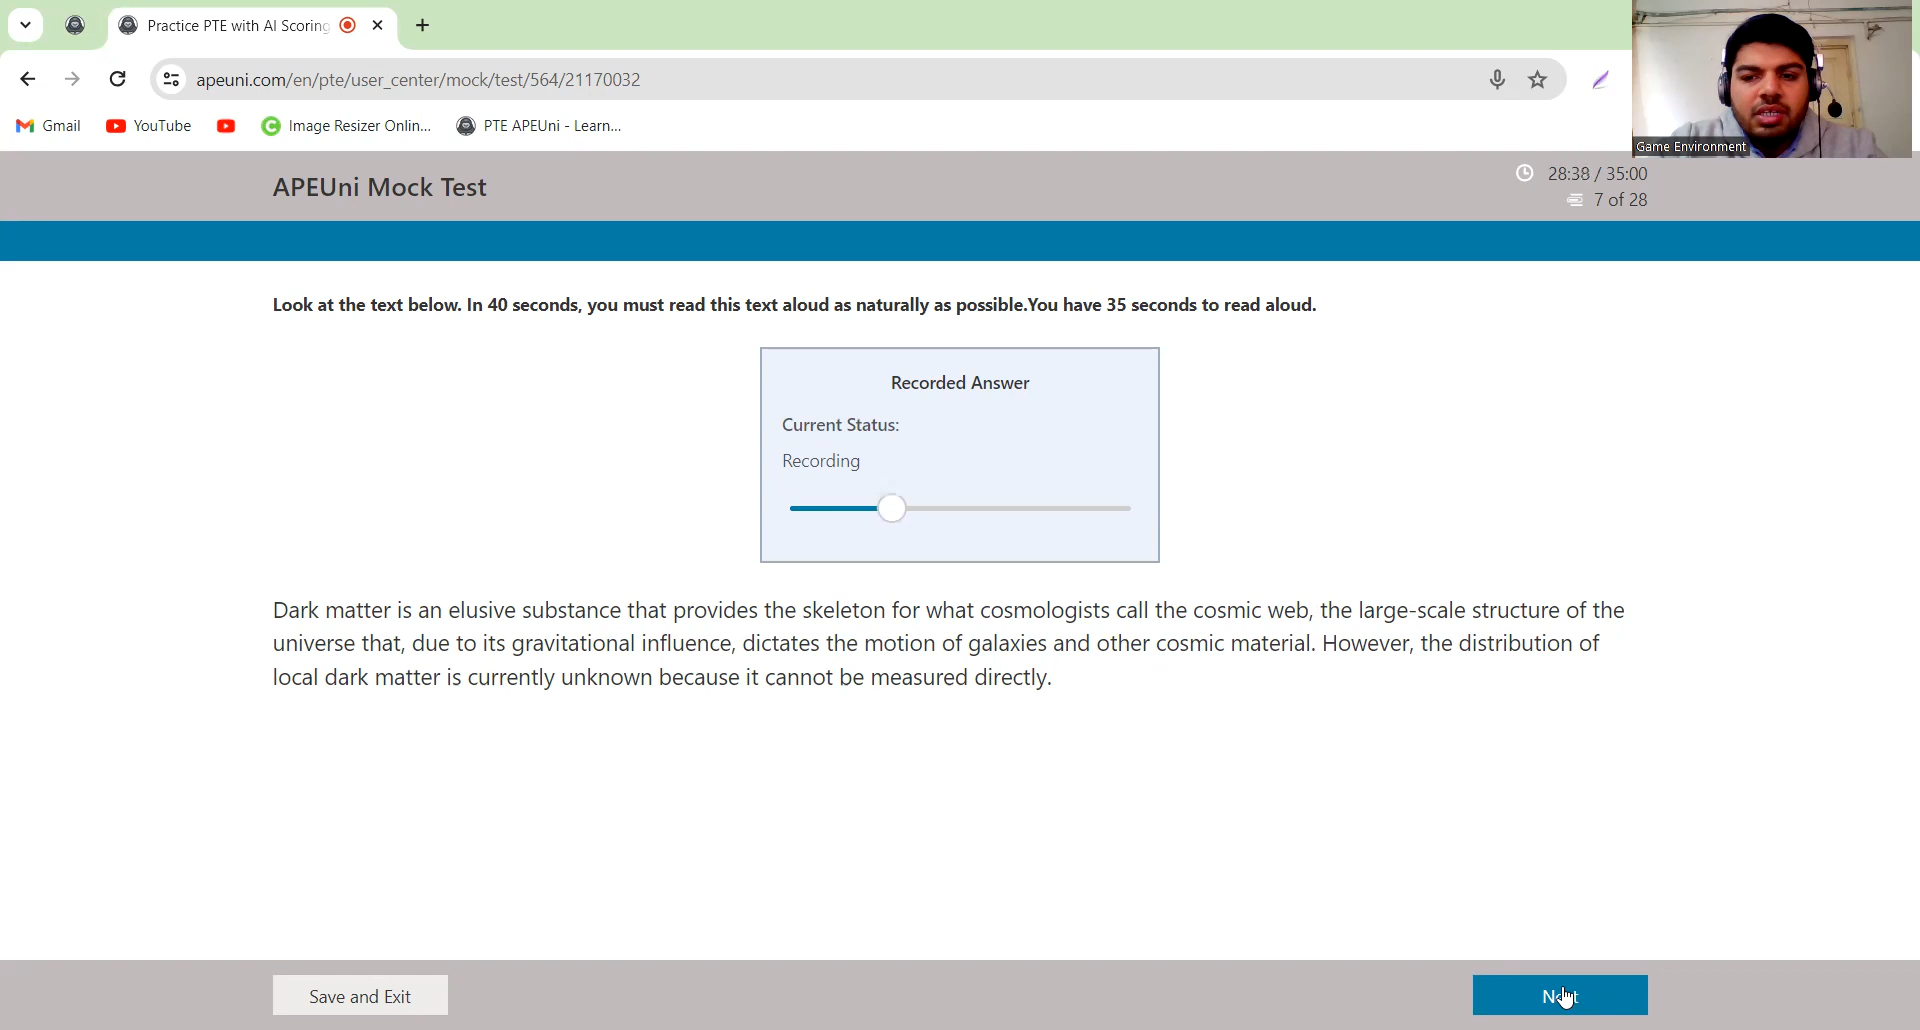 Practice PTE with AI Scoring
apeuni.com/en/pte/user_center/mock/test/564/21170032
Gmail
YouTube
Image Resizer Onlin...
PTE APEUni - Learn...
Game Environment
APEUni Mock Test
28:38 / 35:00
7 of 28
Look at the text below. In 40 seconds, you must read this text aloud as naturally as possible.You have 35 seconds to read aloud.
Recorded Answer
Current Status:
Recording
Dark matter is an elusive substance that provides the skeleton for what cosmologists call the cosmic web, the large-scale structure of the
universe that, due to its gravitational influence, dictates the motion of galaxies and other cosmic material. However, the distribution of
local dark matter is currently unknown because it cannot be measured directly.
Save and Exit
Next